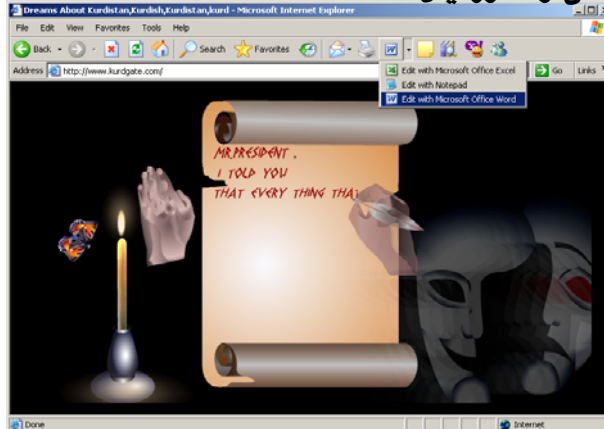 Dreams About Kurdistan,Kurdish,Kurdistan,kurd - Microsoft Internet Explorer
File Edit View Favorites Tools Help
Back Search Favorites
Address http://www.kurdgate.com/ Go Links
Edit with Microsoft Office Excel
Edit with Notepad
Edit with Microsoft Office Word
MR.PRESIDENT ,
I TOLD YOU
THAT EVERY THING THAT
Done Internet